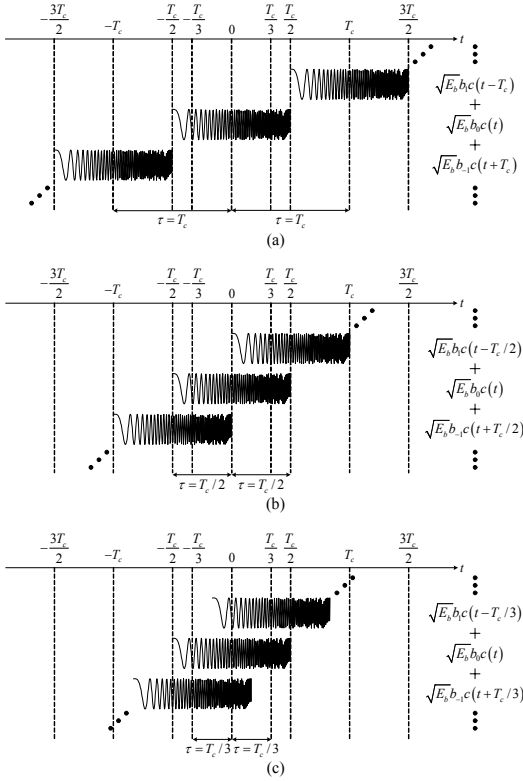 −3T_c/2 −T_c −T_c/2 −T_c/3 0 T_c/3 T_c/2 T_c 3T_c/2
t
√E_b b_1 c(t−T_c)
+
√E_b b_0 c(t)
+
√E_b b_{−1} c(t+T_c)
τ=T_c τ=T_c
(a)
−3T_c/2 −T_c −T_c/2 −T_c/3 0 T_c/3 T_c/2 T_c 3T_c/2
t
√E_b b_1 c(t−T_c/2)
+
√E_b b_0 c(t)
+
√E_b b_{−1} c(t+T_c/2)
τ=T_c/2 τ=T_c/2
(b)
−3T_c/2 −T_c −T_c/2 −T_c/3 0 T_c/3 T_c/2 T_c 3T_c/2
t
√E_b b_1 c(t−T_c/3)
+
√E_b b_0 c(t)
+
√E_b b_{−1} c(t+T_c/3)
τ=T_c/3 τ=T_c/3
(c)